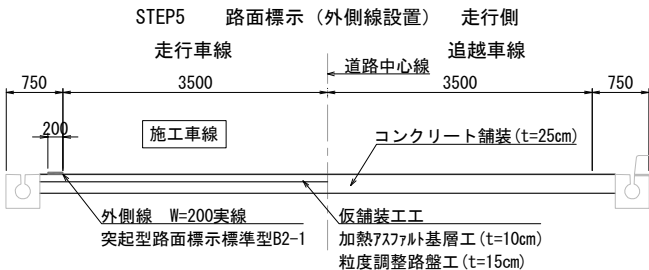 STEP5 路面標示(外側線設置) 走行側
走行車線 追越車線
道路中心線
750 3500 3500 750
200
施工車線
コンクリート舗装(t=25cm)
外側線 W=200実線
突起型路面標示標準型B2-1
仮舗装工工
加熱アスファルト基層工(t=10cm)
粒度調整路盤工(t=15cm)